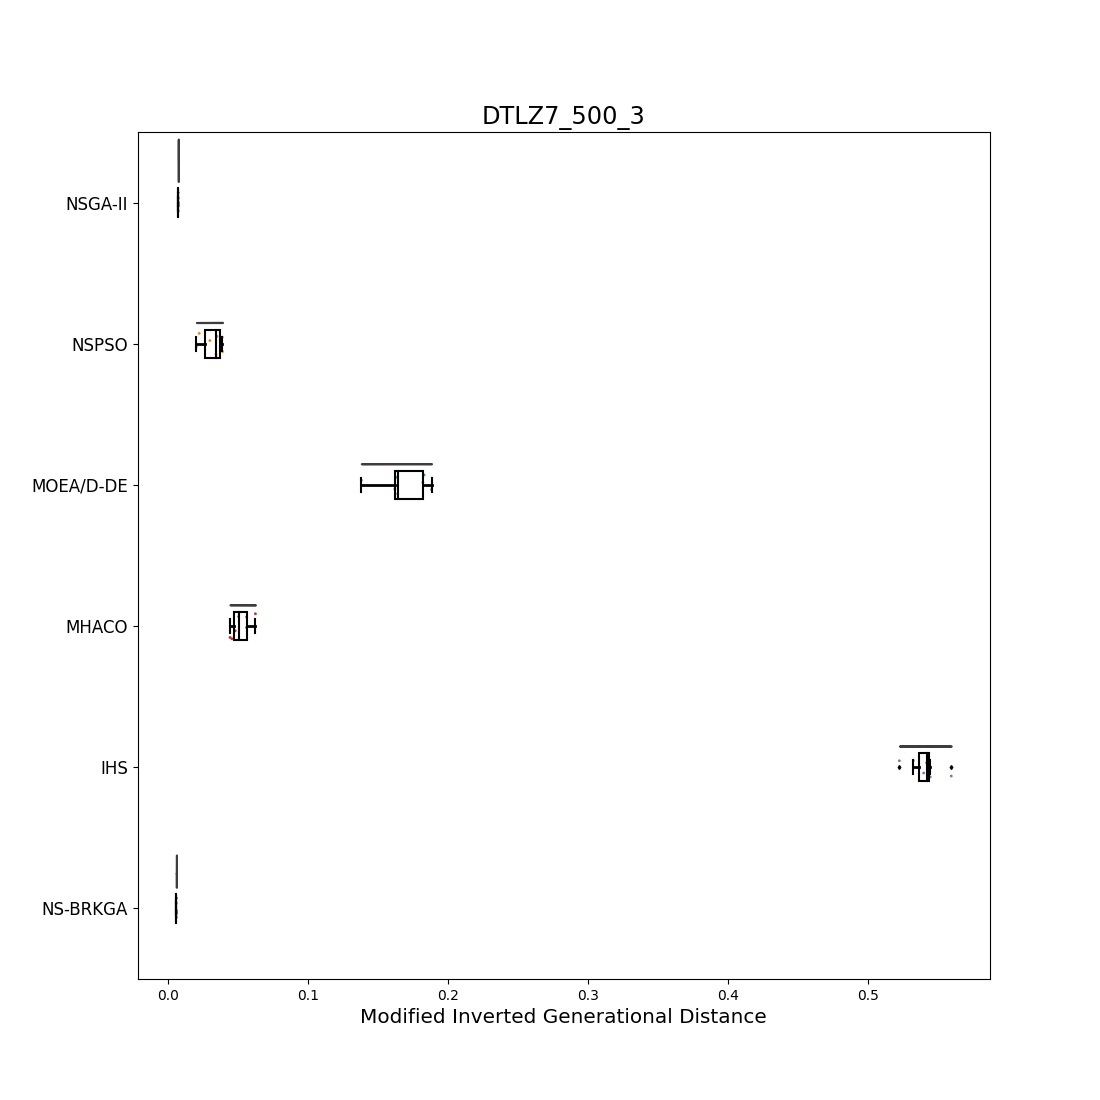 DTLZ7_500_3
NSGA-II
NSPSO
MOEA/D-DE
MHACO
IHS
NS-BRKGA
0.0 0.1 0.2 0.3 0.4 0.5
Modified Inverted Generational Distance